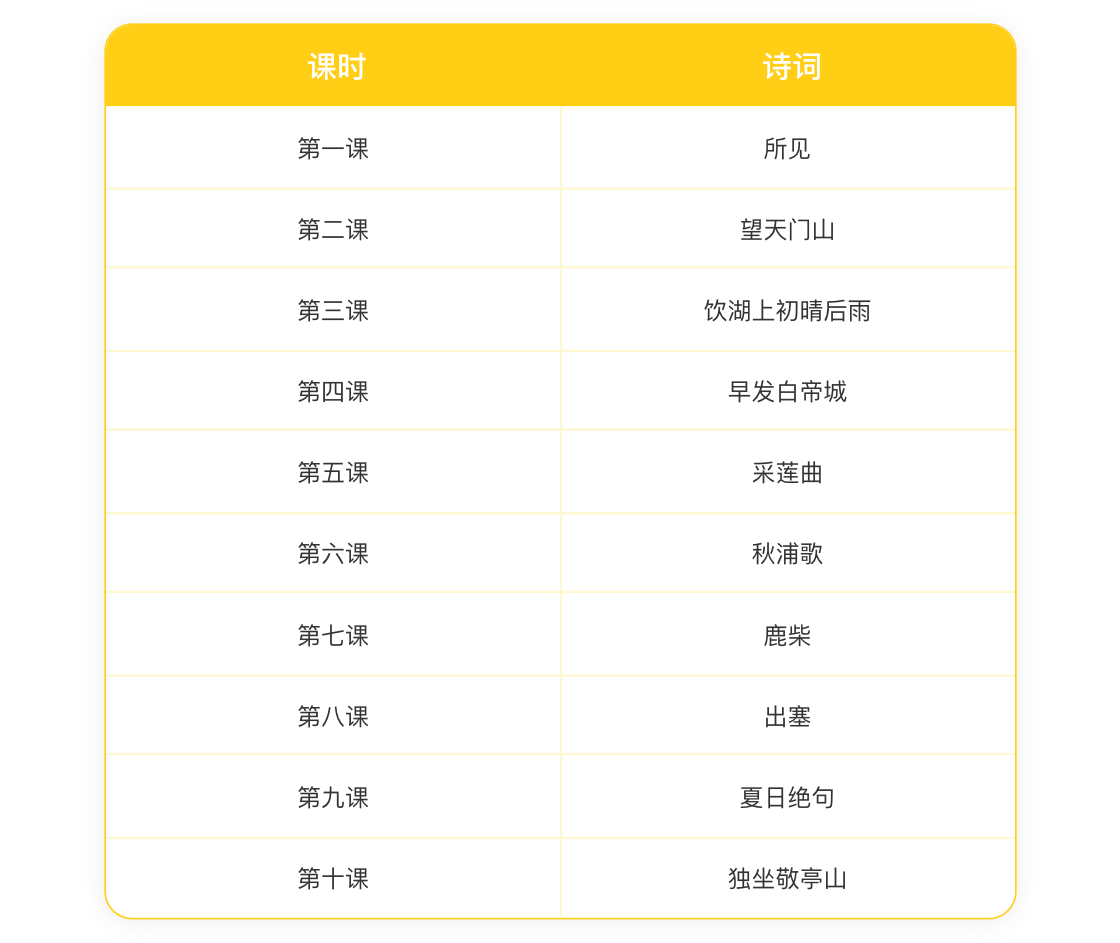 课时 诗词
第一课 所见
第二课 望天门山
第三课 饮湖上初晴后雨
第四课 早发白帝城
第五课 采莲曲
第六课 秋浦歌
第七课 鹿柴
第八课 出塞
第九课 夏日绝句
第十课 独坐敬亭山